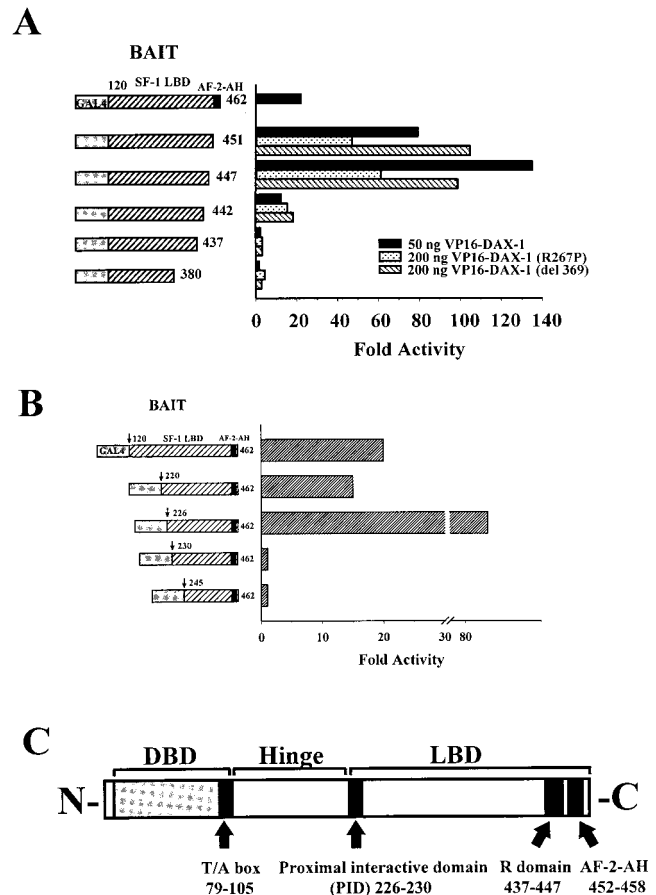 A
BAIT
120 SF-1 LBD AF-2-AH
GAL4 462
451
447
442
437
380
50 ng VP16-DAX-1
200 ng VP16-DAX-1 (R267P)
200 ng VP16-DAX-1 (del 369)
0 20 40 60 80 100 120 140
Fold Activity
B
BAIT
120 SF-1 LBD AF-2-AH
GAL4 462
220
462
226
462
230
462
245
462
0 10 20 30 80
Fold Activity
C
DBD Hinge LBD
N- -C
T/A box Proximal interactive domain R domain AF-2-AH
79-105 (PID) 226-230 437-447 452-458